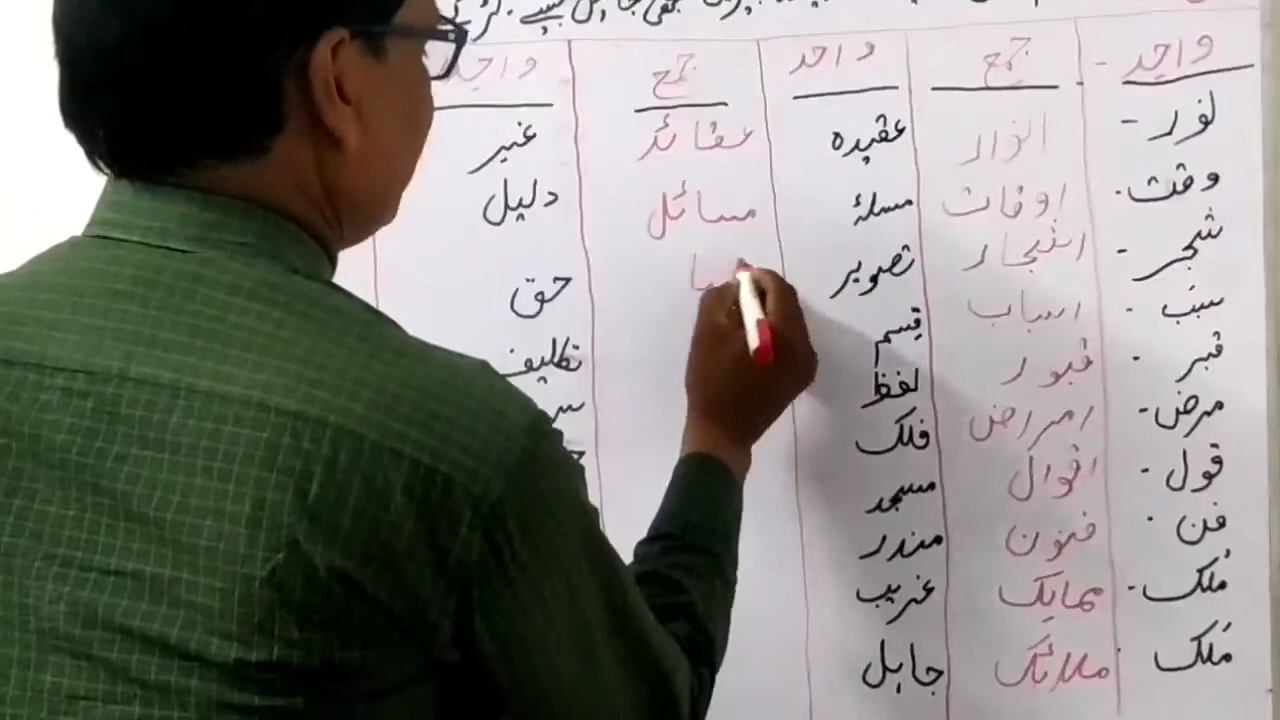 واحد جمع واحد جمع واحد
نور - انوار عقیدہ عقائد غیر
وقت - اوقات مسئلہ مسائل دلیل
شجر - اشجار تصویر حق
سبب - اسباب قسم تکلیف
قبر - قبور لفظ
مرض - امراض فلک
قول - اقوال مسجد
فن - فنون مندر
مُلک - ممالک غریب
مَلک ملائک جاہل